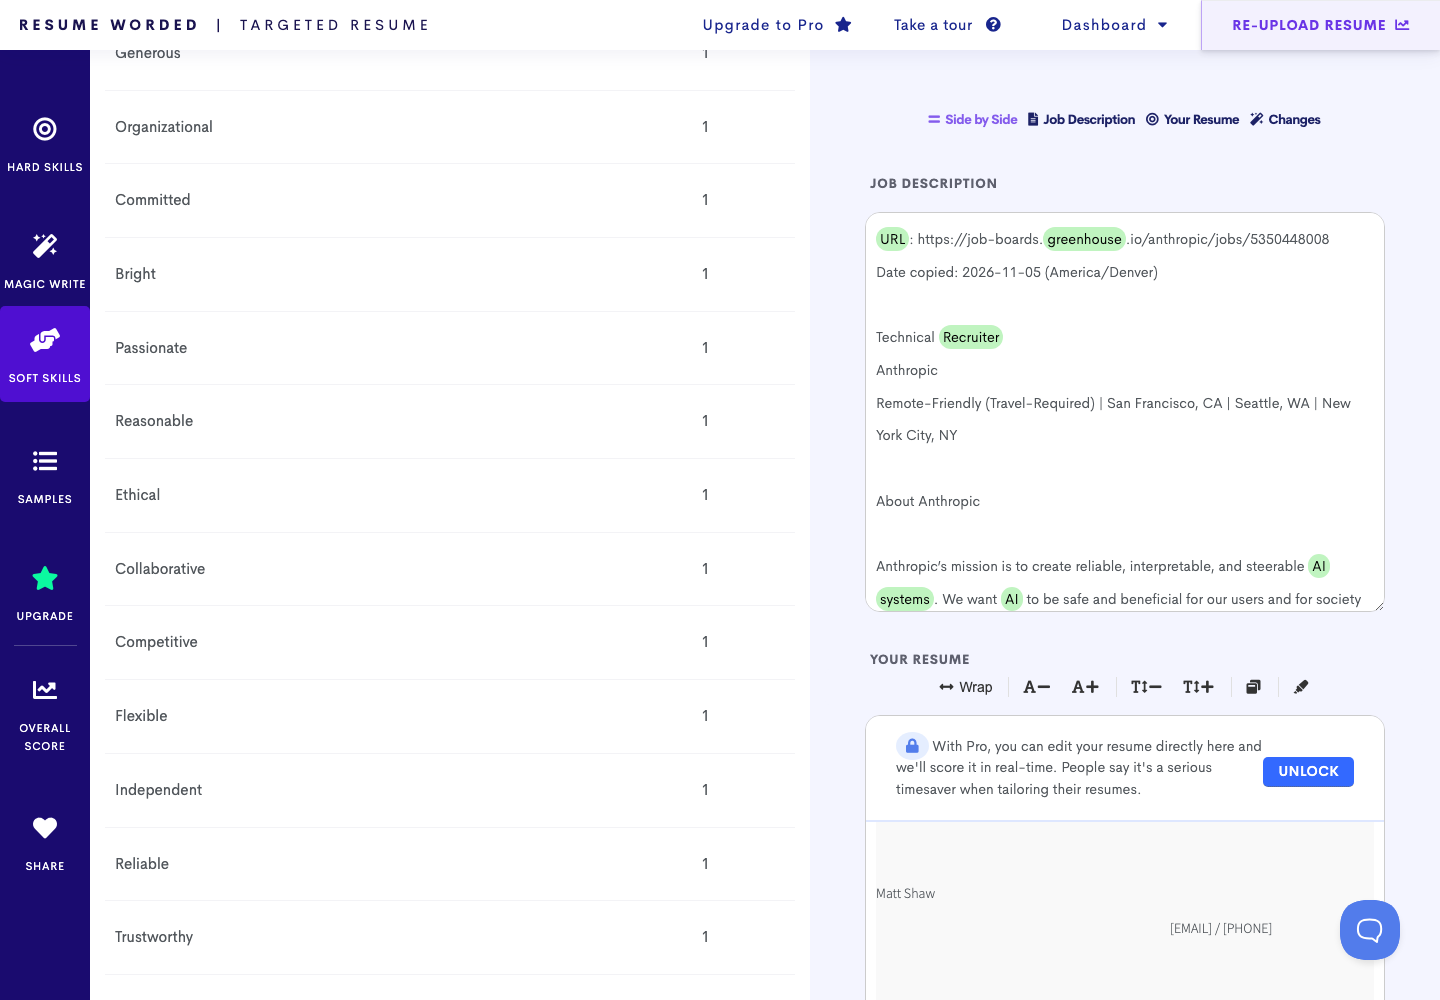 RESUME WORDED | TARGETED RESUME
Upgrade to Pro
Take a tour
Dashboard
RE-UPLOAD RESUME
HARD SKILLS
MAGIC WRITE
SOFT SKILLS
SAMPLES
UPGRADE
OVERALL
SCORE
SHARE
Generous 1
Organizational 1
Committed 1
Bright 1
Passionate 1
Reasonable 1
Ethical 1
Collaborative 1
Competitive 1
Flexible 1
Independent 1
Reliable 1
Trustworthy 1
Side by Side Job Description Your Resume Changes
JOB DESCRIPTION
URL: https://job-boards.greenhouse.io/anthropic/jobs/5350448008
Date copied: 2026-11-05 (America/Denver)
Technical Recruiter
Anthropic
Remote-Friendly (Travel-Required) | San Francisco, CA | Seattle, WA | New
York City, NY
About Anthropic
Anthropic's mission is to create reliable, interpretable, and steerable AI
systems. We want AI to be safe and beneficial for our users and for society
YOUR RESUME
Wrap A A T T
With Pro, you can edit your resume directly here and
we'll score it in real-time. People say it's a serious
timesaver when tailoring their resumes.
UNLOCK
Matt Shaw
[EMAIL] / [PHONE]